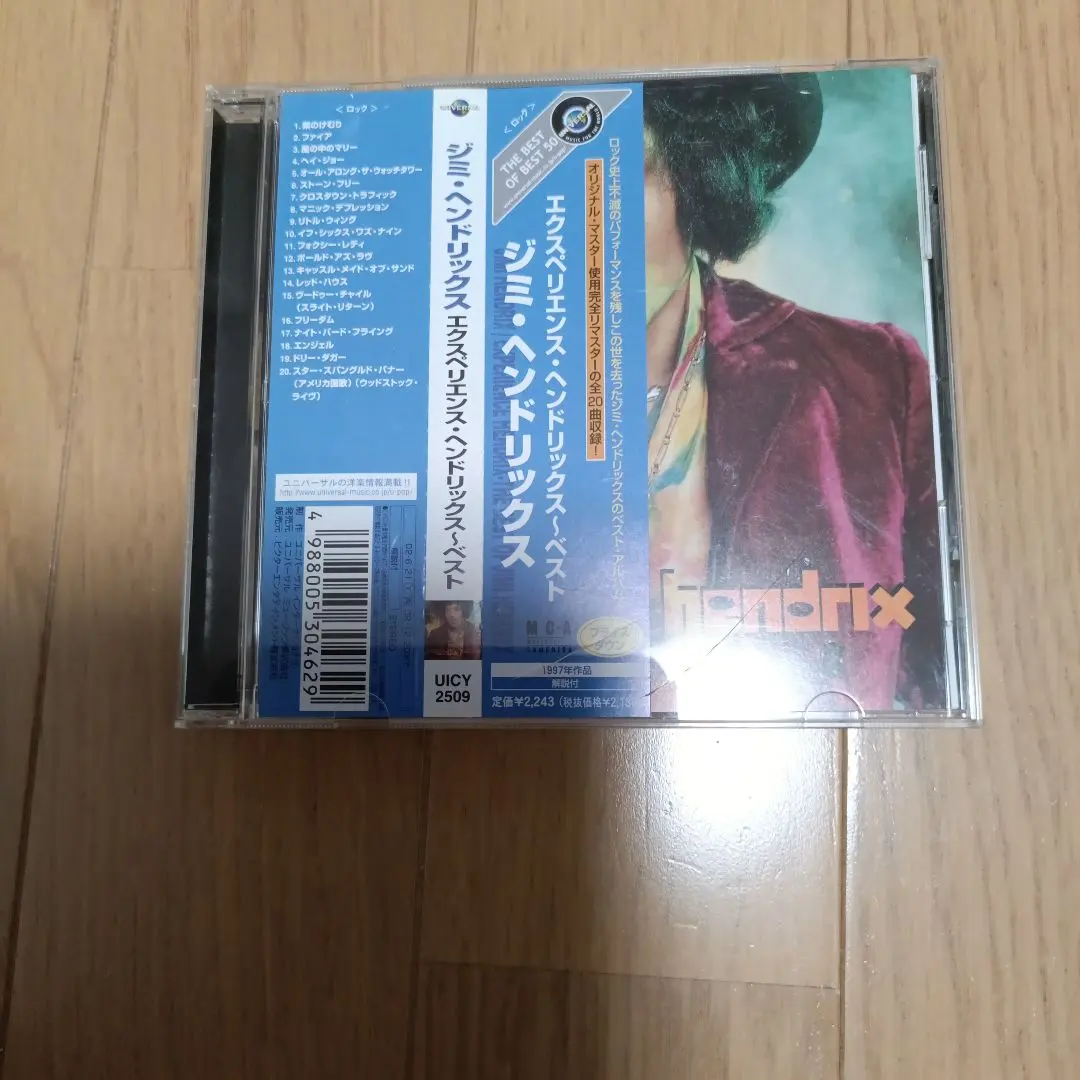 <ロック>
1. 紫のけむり
2. ファイア
3. 風の中のマリー
4. ヘイ・ジョー
5. オール・アロング・ザ・ウォッチタワー
6. ストーン・フリー
7. クロスタウン・トラフィック
8. マニック・デプレッション
9. リトル・ウィング
10. イフ・シックス・ワズ・ナイン
11. フォクシー・レディ
12. ボールド・アズ・ラヴ
13. キャッスル・メイド・オブ・サンド
14. レッド・ハウス
15. ヴードゥー・チャイル
(スライト・リターン)
16. フリーダム
17. ナイト・バード・フライング
18. エンジェル
19. ドリー・ダガー
20. スター・スパングルド・バナー
(アメリカ国歌)(ウッドストック・
ライヴ)
ユニバーサルの洋楽情報満載!!
http://www.universal-music.co.jp/u-pop/
4 988005 304629
UNIVERSAL
ジミ・ヘンドリックス エクスペリエンス・ヘンドリックス〜ベスト
UICY
2509
<ロック>
THE BEST
OF BEST 50
ロック史上不滅のパフォーマンスを残しこの世を去ったジミ・ヘンドリックスのベスト・アルバム
オリジナル・マスター使用完全リマスターの全20曲収録!
エクスペリエンス・ヘンドリックス〜ベスト
ジミ・ヘンドリックス
MCA
プライス
ダウン
1997年作品
解説付
定価¥2,243 (税抜価格¥2,13
hendrix